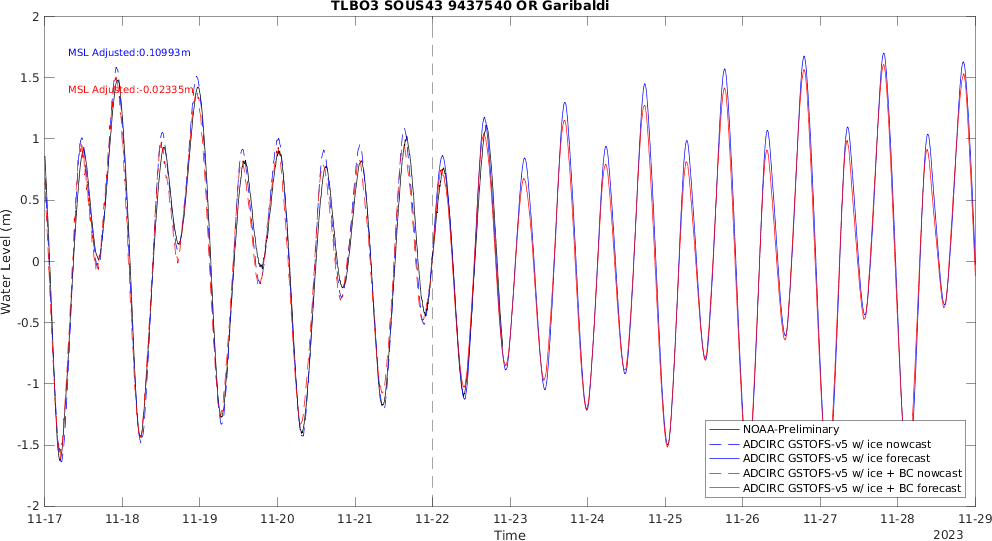 TLBO3 SOUS43 9437540 OR Garibaldi
MSL Adjusted:0.10993m
MSL Adjusted:-0.02335m
Water Level (m)
2
1.5
1
0.5
0
-0.5
-1
-1.5
-2
NOAA-Preliminary
ADCIRC GSTOFS-v5 w/ ice nowcast
ADCIRC GSTOFS-v5 w/ ice forecast
ADCIRC GSTOFS-v5 w/ ice + BC nowcast
ADCIRC GSTOFS-v5 w/ ice + BC forecast
11-17 11-18 11-19 11-20 11-21 11-22 11-23 11-24 11-25 11-26 11-27 11-28 11-29
Time
2023